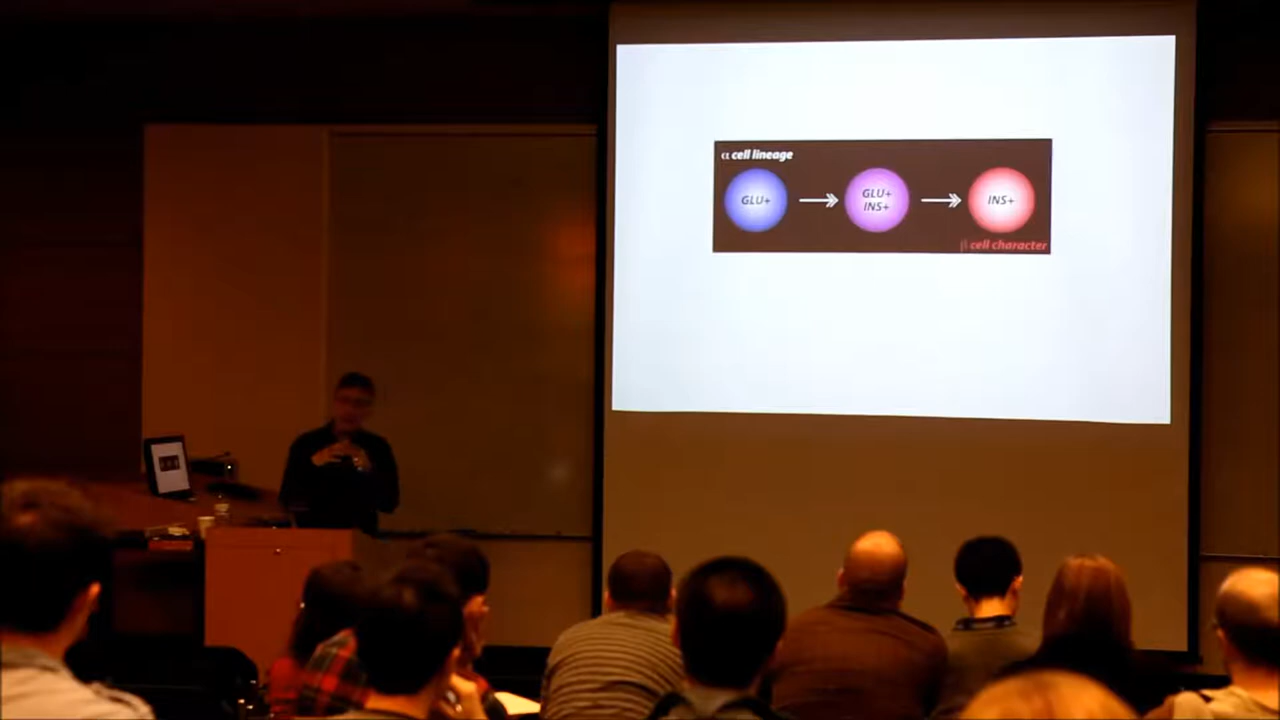 α cell lineage
GLU+
GLU+
INS+
INS+
β cell character